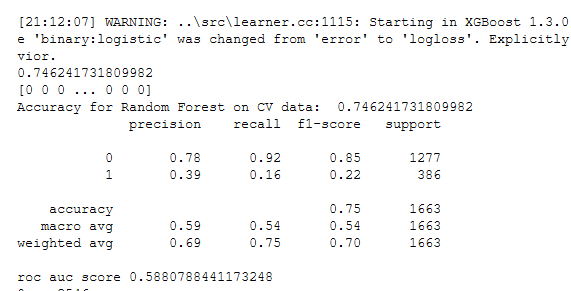 [21:12:07] WARNING: ..\src\learner.cc:1115: Starting in XGBoost 1.3.0
e 'binary:logistic' was changed from 'error' to 'logloss'. Explicitly
vior.
0.746241731809982
[0 0 0 ... 0 0 0]
Accuracy for Random Forest on CV data:  0.746241731809982
              precision    recall  f1-score   support

           0       0.78      0.92      0.85      1277
           1       0.39      0.16      0.22       386

    accuracy                           0.75      1663
   macro avg       0.59      0.54      0.54      1663
weighted avg       0.69      0.75      0.70      1663

roc auc score 0.5880788441173248